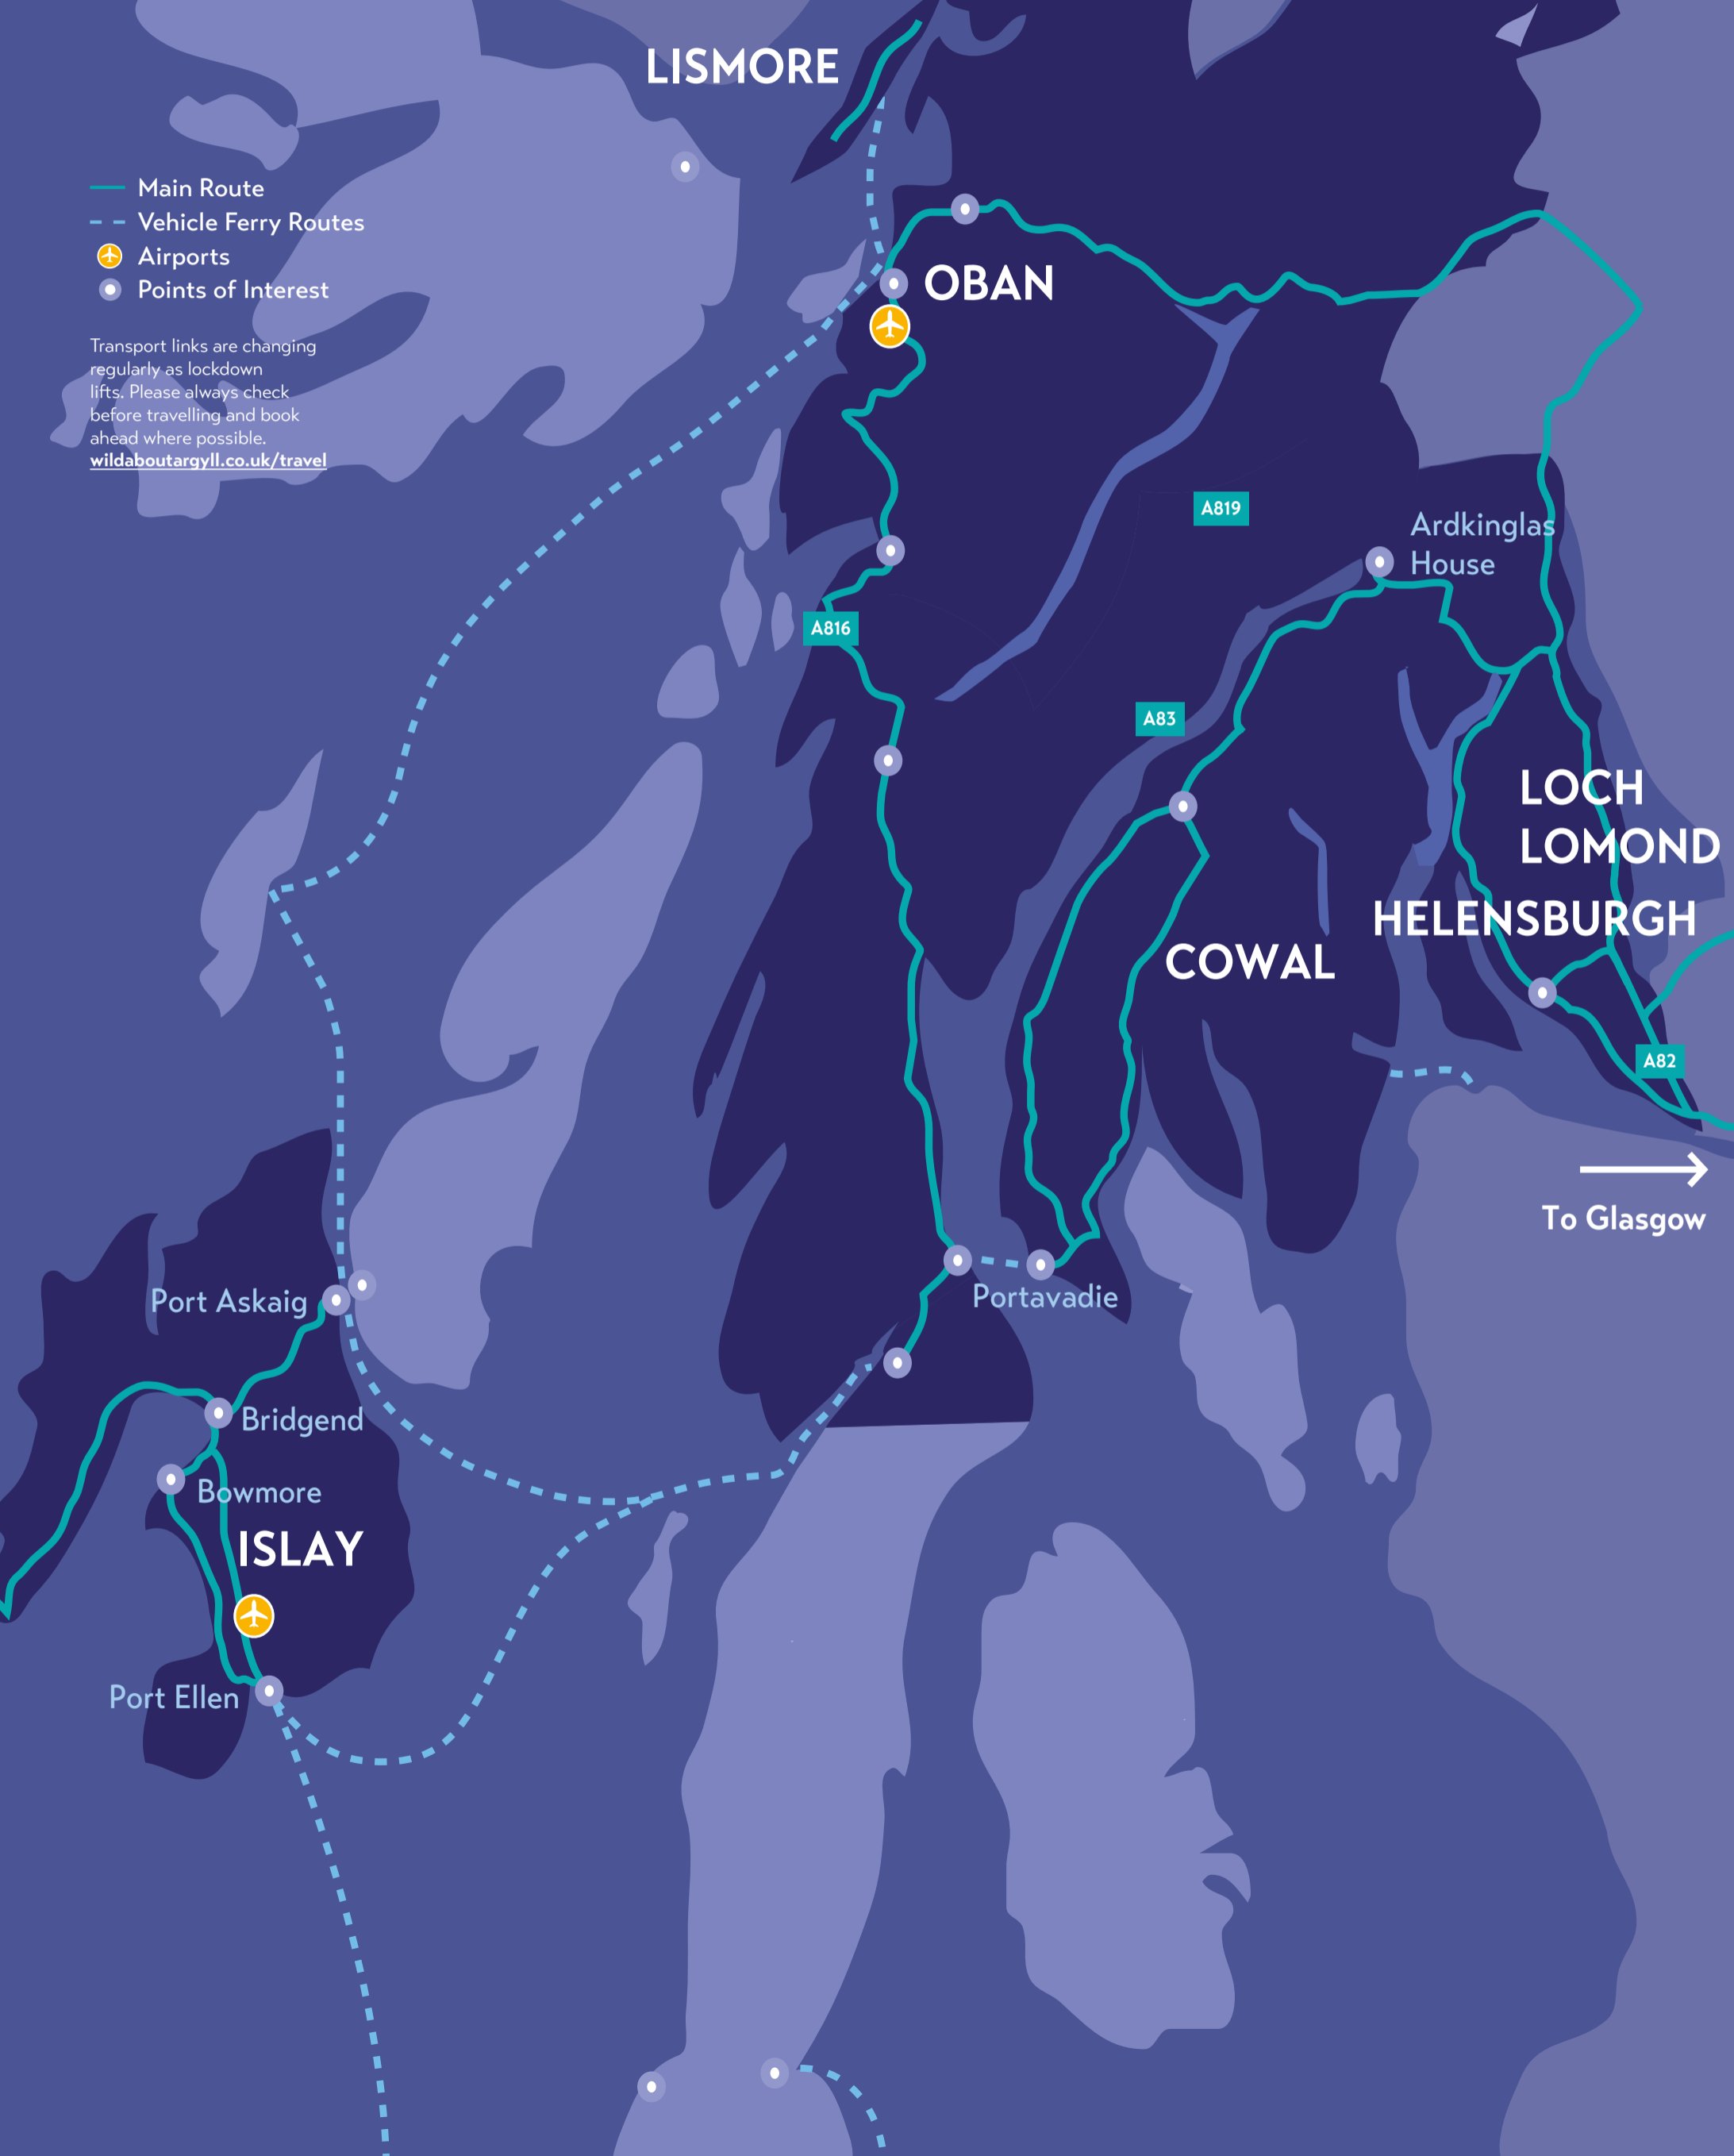 LISMORE
Main Route
Vehicle Ferry Routes
Airports
Points of Interest
OBAN
Transport links are changing
regularly as lockdown
lifts. Please always check
before travelling and book
ahead where possible.
wildaboutargyll.co.uk/travel
A819
Ardkinglas
House
A816
A83
LOCH
LOMOND
HELENSBURGH
COWAL
A82
To Glasgow
Port Askaig
Portavadie
Bridgend
Bowmore
ISLAY
Port Ellen